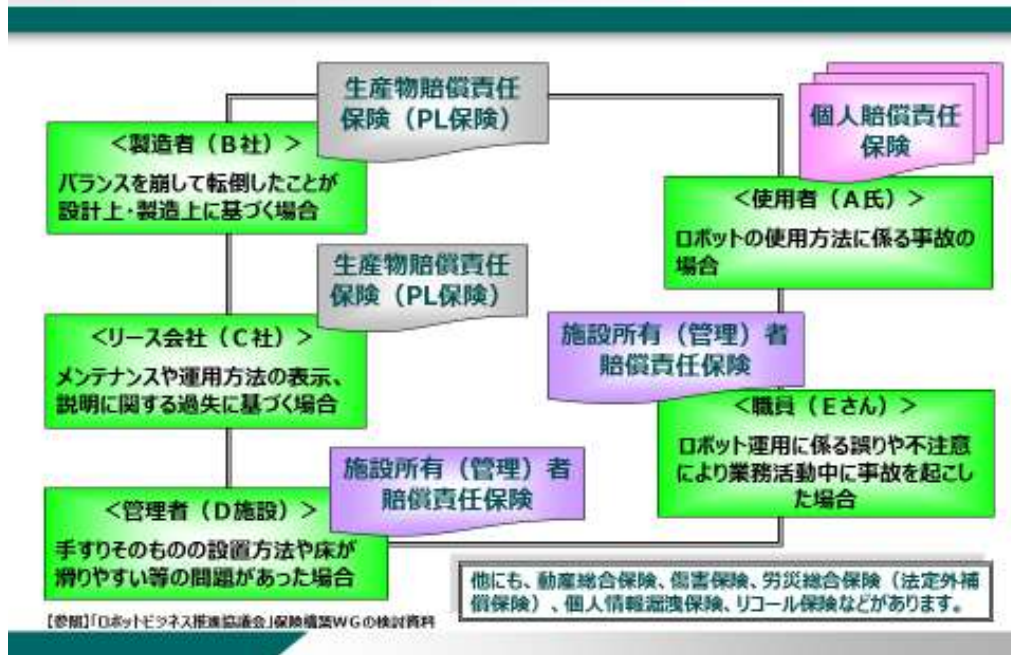 生産物賠償責任
保険（PL保険）
個人賠償責任
保険
＜製造者（B社）＞
バランスを崩して転倒したことが
設計上・製造上に基づく場合
＜使用者（A氏）＞
ロボットの使用方法に係る事故の
場合
生産物賠償責任
保険（PL保険）
＜リース会社（C社）＞
メンテナンスや運用方法の表示、
説明に関する過失に基づく場合
施設所有（管理）者
賠償責任保険
＜職員（Eさん）＞
ロボット運用に係る誤りや不注意
により業務活動中に事故を起こし
た場合
施設所有（管理）者
賠償責任保険
＜管理者（D施設）＞
手すりそのものの設置方法や床が
滑りやすい等の問題があった場合
他にも、動産総合保険、傷害保険、労災総合保険（法定外補
償保険）、個人情報漏洩保険、リコール保険などがあります。
【参照】「ロボットビジネス推進協議会」保険構築WGの検討資料